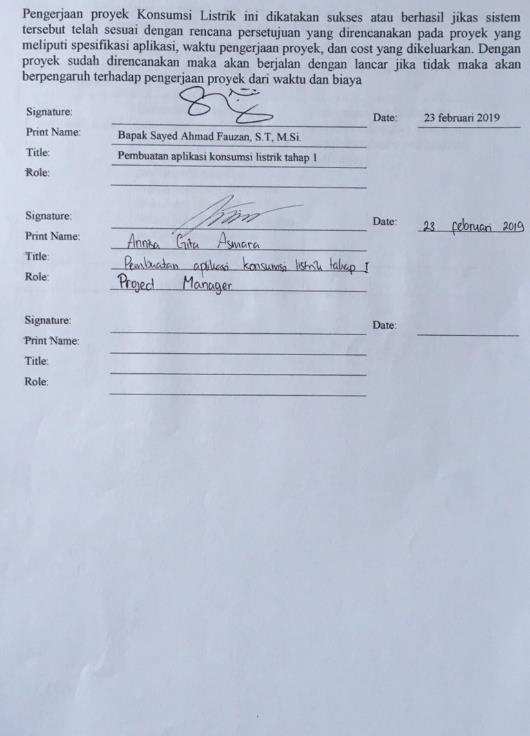 Pengerjaan proyek Konsumsi Listrik ini dikatakan sukses atau berhasil jikas sistem
tersebut telah sesuai dengan rencana persetujuan yang direncanakan pada proyek yang
meliputi spesifikasi aplikasi, waktu pengerjaan proyek, dan cost yang dikeluarkan. Dengan
proyek sudah direncanakan maka akan berjalan dengan lancar jika tidak maka akan
berpengaruh terhadap pengerjaan proyek dari waktu dan biaya
Signature: Date: 23 februari 2019
Print Name: Bapak Sayed Ahmad Fauzan, S.T, M.Si.
Title: Pembuatan aplikasi konsumsi listrik tahap 1
Role:
Signature: Date: 23 februari 2019
Print Name: Annisa Gita Asmara
Title: Pembuatan aplikasi konsumsi listrik tahap I
Role: Project Manager
Signature: Date:
Print Name:
Title:
Role: